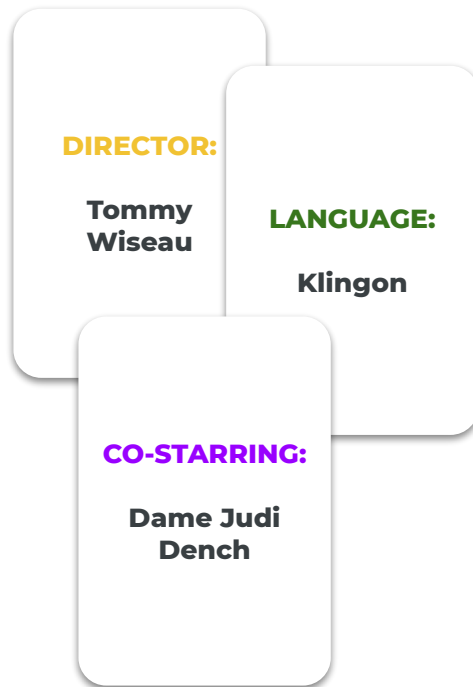 DIRECTOR:
Tommy
Wiseau
LANGUAGE:
Klingon
CO-STARRING:
Dame Judi
Dench